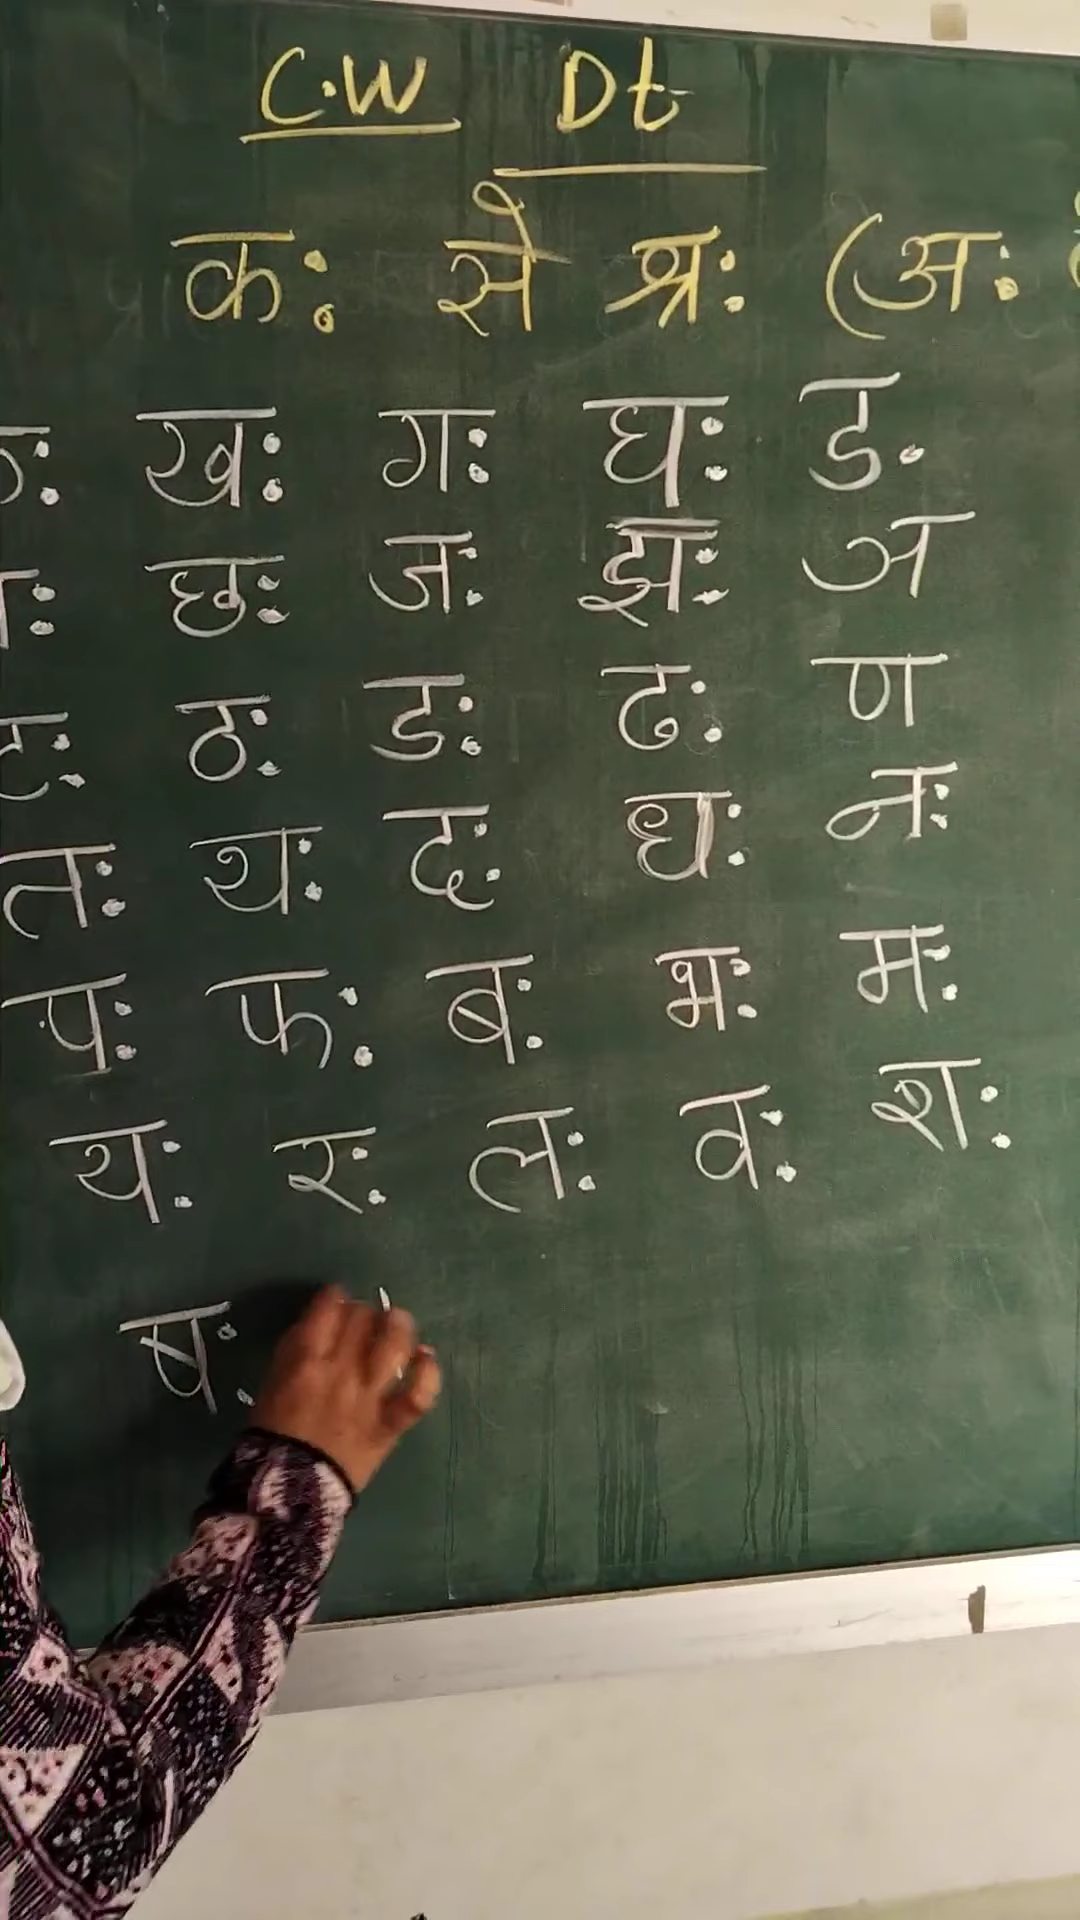 C.W Dt
कः से श्रः (अः
खः गः घः ड.
छः जः झः ञ
टः ठः डः ढः ण
तः थः दः धः नः
पः फः बः भः मः
यः रः लः वः शः
षः